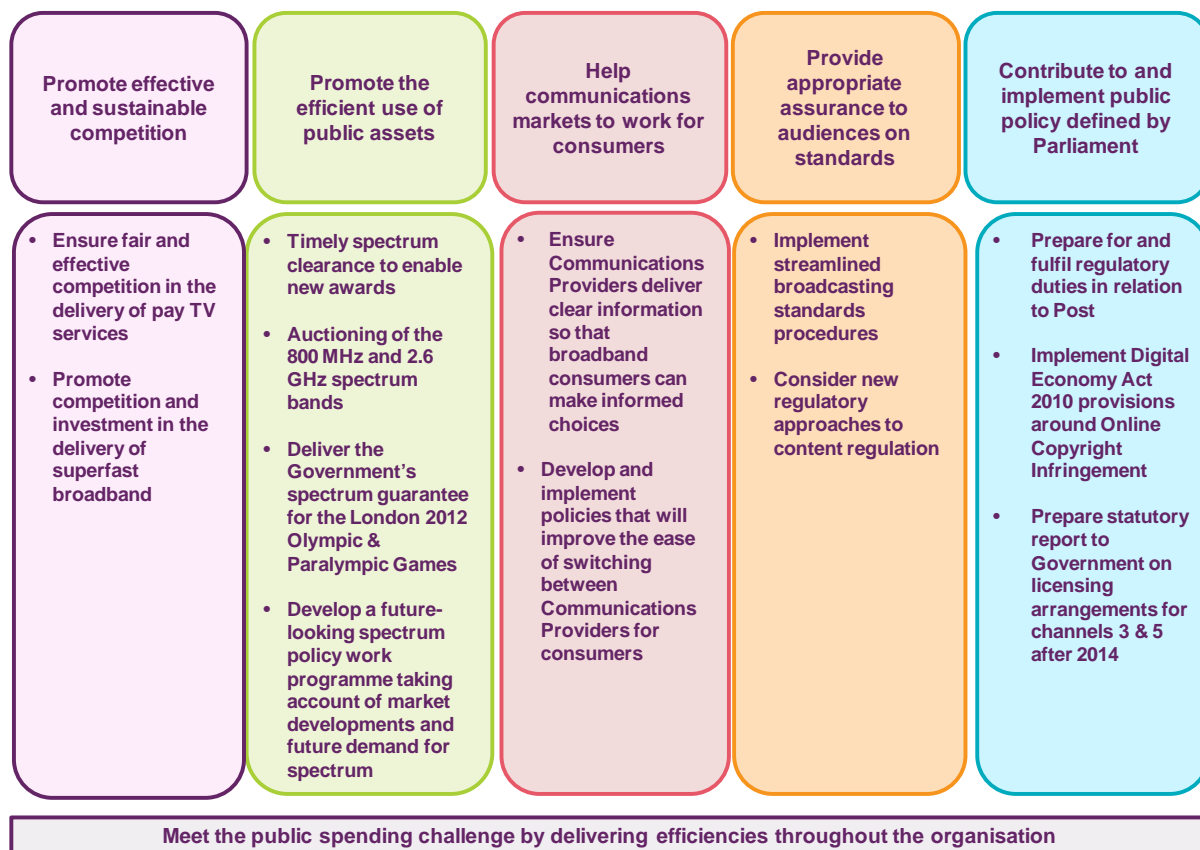 Promote effective
and sustainable
competition
Promote the
efficient use of
public assets
Help
communications
markets to work for
consumers
Provide
appropriate
assurance to
audiences on
standards
Contribute to and
implement public
policy defined by
Parliament
• Ensure fair and
effective
competition in the
delivery of pay TV
services
• Promote
competition and
investment in the
delivery of
superfast
broadband
• Timely spectrum
clearance to enable
new awards
• Auctioning of the
800 MHz and 2.6
GHz spectrum
bands
• Deliver the
Government’s
spectrum guarantee
for the London 2012
Olympic &
Paralympic Games
• Develop a future-
looking spectrum
policy work
programme taking
account of market
developments and
future demand for
spectrum
• Ensure
Communications
Providers deliver
clear information
so that
broadband
consumers can
make informed
choices
• Develop and
implement
policies that will
improve the ease
of switching
between
Communications
Providers for
consumers
• Implement
streamlined
broadcasting
standards
procedures
• Consider new
regulatory
approaches to
content regulation
• Prepare for and
fulfil regulatory
duties in relation
to Post
• Implement Digital
Economy Act
2010 provisions
around Online
Copyright
Infringement
• Prepare statutory
report to
Government on
licensing
arrangements for
channels 3 & 5
after 2014
Meet the public spending challenge by delivering efficiencies throughout the organisation